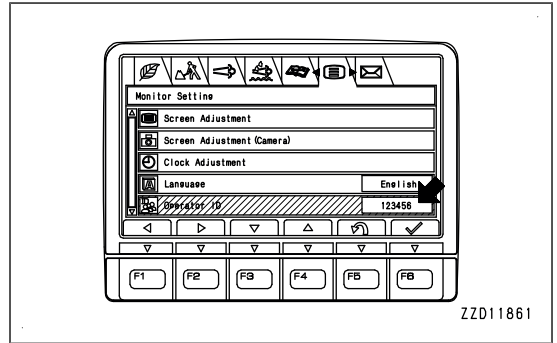 Monitor Setting
Screen Adjustment
Screen Adjustment(Camera)
Clock Adjustment
A Language English
ID Operator ID 123456
F1 F2 F3 F4 F5 F6
ZZD11861